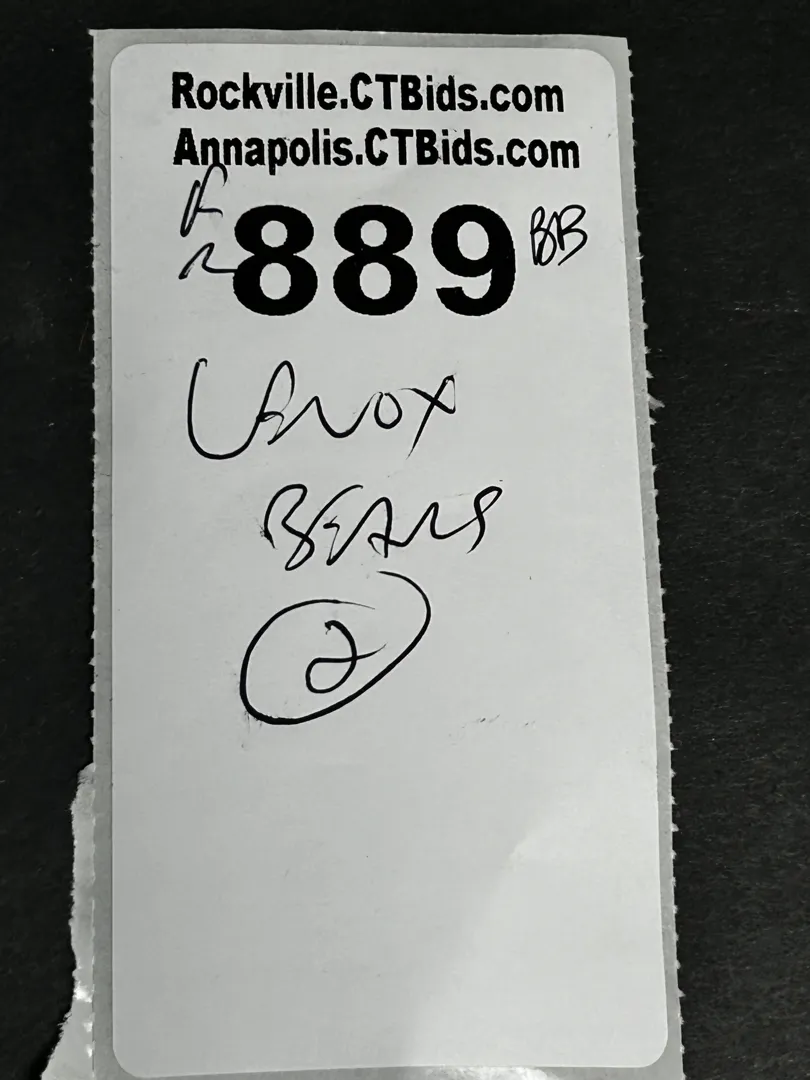 Rockville.CTBids.com
Annapolis.CTBids.com
889 BB
Lenox
BEARS
2